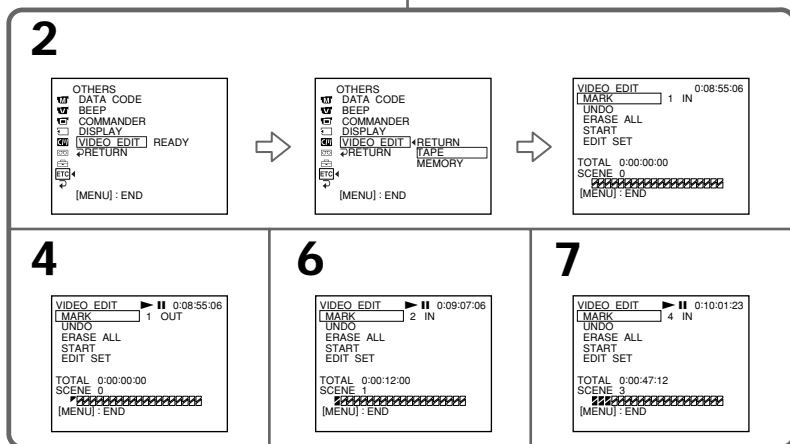 2
OTHERS
DATA CODE
BEEP
COMMANDER
DISPLAY
VIDEO EDIT READY
RETURN
ETC
[MENU] : END
OTHERS
DATA CODE
BEEP
COMMANDER
DISPLAY
VIDEO EDIT RETURN
RETURN TAPE
MEMORY
ETC
[MENU] : END
VIDEO EDIT 0:08:55:06
MARK 1 IN
UNDO
ERASE ALL
START
EDIT SET
TOTAL 0:00:00:00
SCENE 0
[MENU] : END
4
VIDEO EDIT 0:08:55:06
MARK 1 OUT
UNDO
ERASE ALL
START
EDIT SET
TOTAL 0:00:00:00
SCENE 0
[MENU] : END
6
VIDEO EDIT 0:09:07:06
MARK 2 IN
UNDO
ERASE ALL
START
EDIT SET
TOTAL 0:00:12:00
SCENE 1
[MENU] : END
7
VIDEO EDIT 0:10:01:23
MARK 4 IN
UNDO
ERASE ALL
START
EDIT SET
TOTAL 0:00:47:12
SCENE 3
[MENU] : END